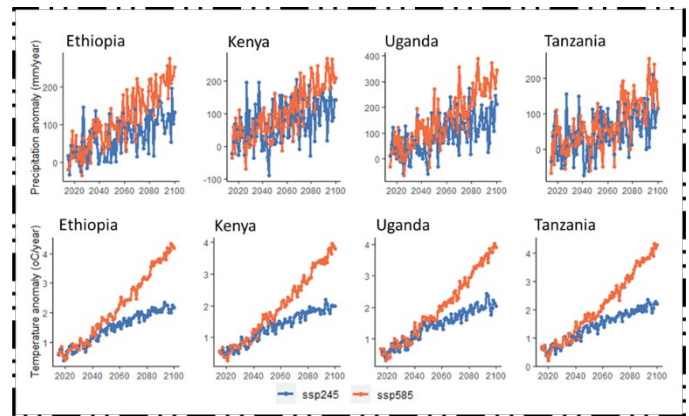 Ethiopia Kenya Uganda Tanzania
Precipitation anomaly (mm/year)
200
100
0
2020 2040 2060 2080 2100
200
100
0
-100
2020 2040 2060 2080 2100
400
300
200
100
0
2020 2040 2060 2080 2100
200
100
0
2020 2040 2060 2080 2100
Ethiopia Kenya Uganda Tanzania
Temperature anomaly (oC/year)
4
3
2
1
2020 2040 2060 2080 2100
4
3
2
1
2020 2040 2060 2080 2100
4
3
2
1
2020 2040 2060 2080 2100
4
3
2
1
0
2020 2040 2060 2080 2100
ssp245 ssp585